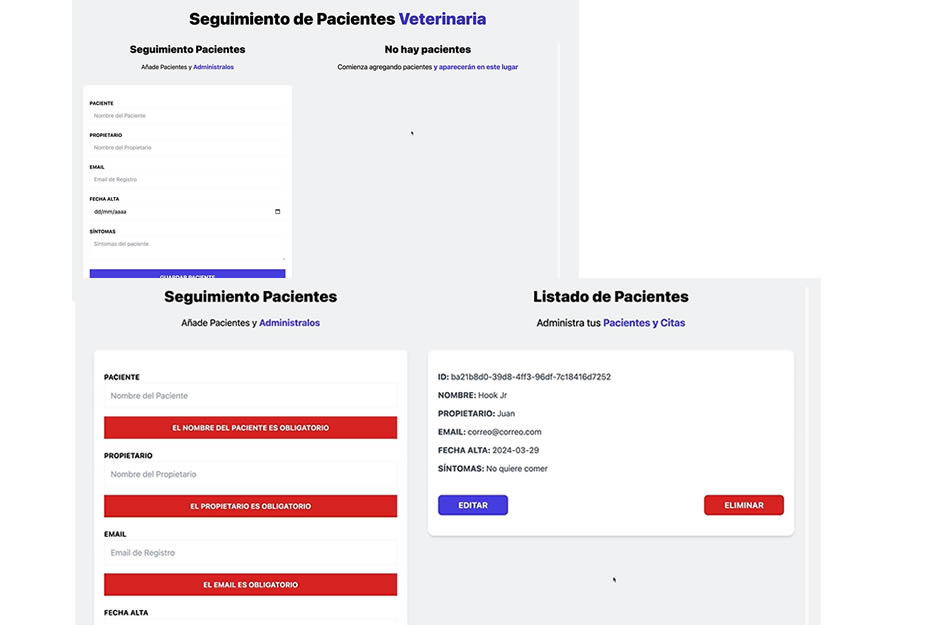 Seguimiento de Pacientes Veterinaria
Seguimiento Pacientes
Añade Pacientes y Administralos
PACIENTE
Nombre del Paciente
PROPIETARIO
Nombre del Propietario
EMAIL
Email de Registro
FECHA ALTA
dd/mm/aaaa
SÍNTOMAS
Síntomas del paciente
GUARDAR PACIENTE
No hay pacientes
Comienza agregando pacientes y aparecerán en este lugar
Seguimiento Pacientes
Añade Pacientes y Administralos
PACIENTE
Nombre del Paciente
EL NOMBRE DEL PACIENTE ES OBLIGATORIO
PROPIETARIO
Nombre del Propietario
EL PROPIETARIO ES OBLIGATORIO
EMAIL
Email de Registro
EL EMAIL ES OBLIGATORIO
FECHA ALTA
Listado de Pacientes
Administra tus Pacientes y Citas
ID: ba21b8d0-39d8-4ff3-96df-7c18416d7252
NOMBRE: Hook Jr
PROPIETARIO: Juan
EMAIL: correo@correo.com
FECHA ALTA: 2024-03-29
SÍNTOMAS: No quiere comer
EDITAR
ELIMINAR